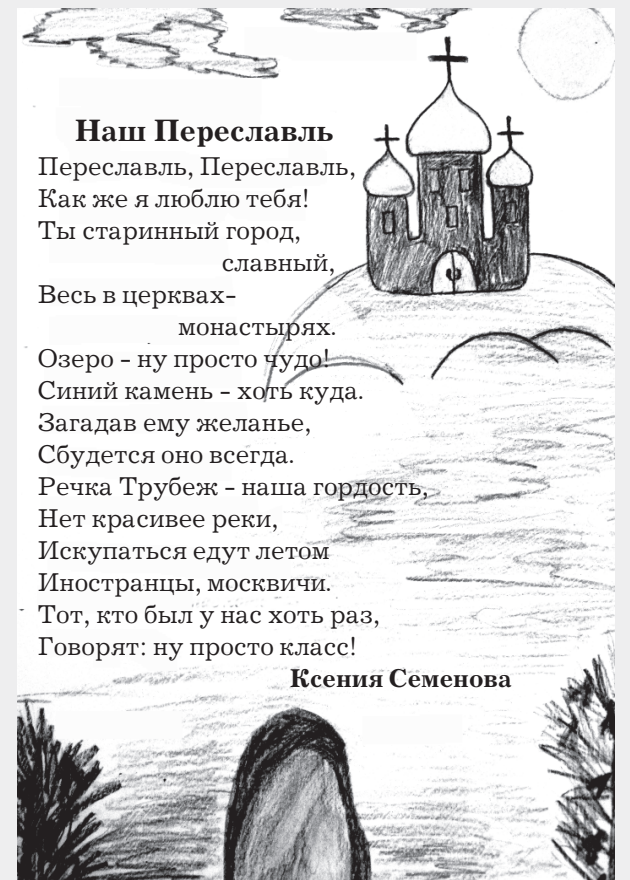 Наш Переславль
Переславль, Переславль,
Как же я люблю тебя!
Ты старинный город,
славный,
Весь в церквах-
монастырях.
Озеро - ну просто чудо!
Синий камень - хоть куда.
Загадав ему желанье,
Сбудется оно всегда.
Речка Трубеж - наша гордость,
Нет красивее реки,
Искупаться едут летом
Иностранцы, москвичи.
Тот, кто был у нас хоть раз,
Говорят: ну просто класс!
Ксения Семенова